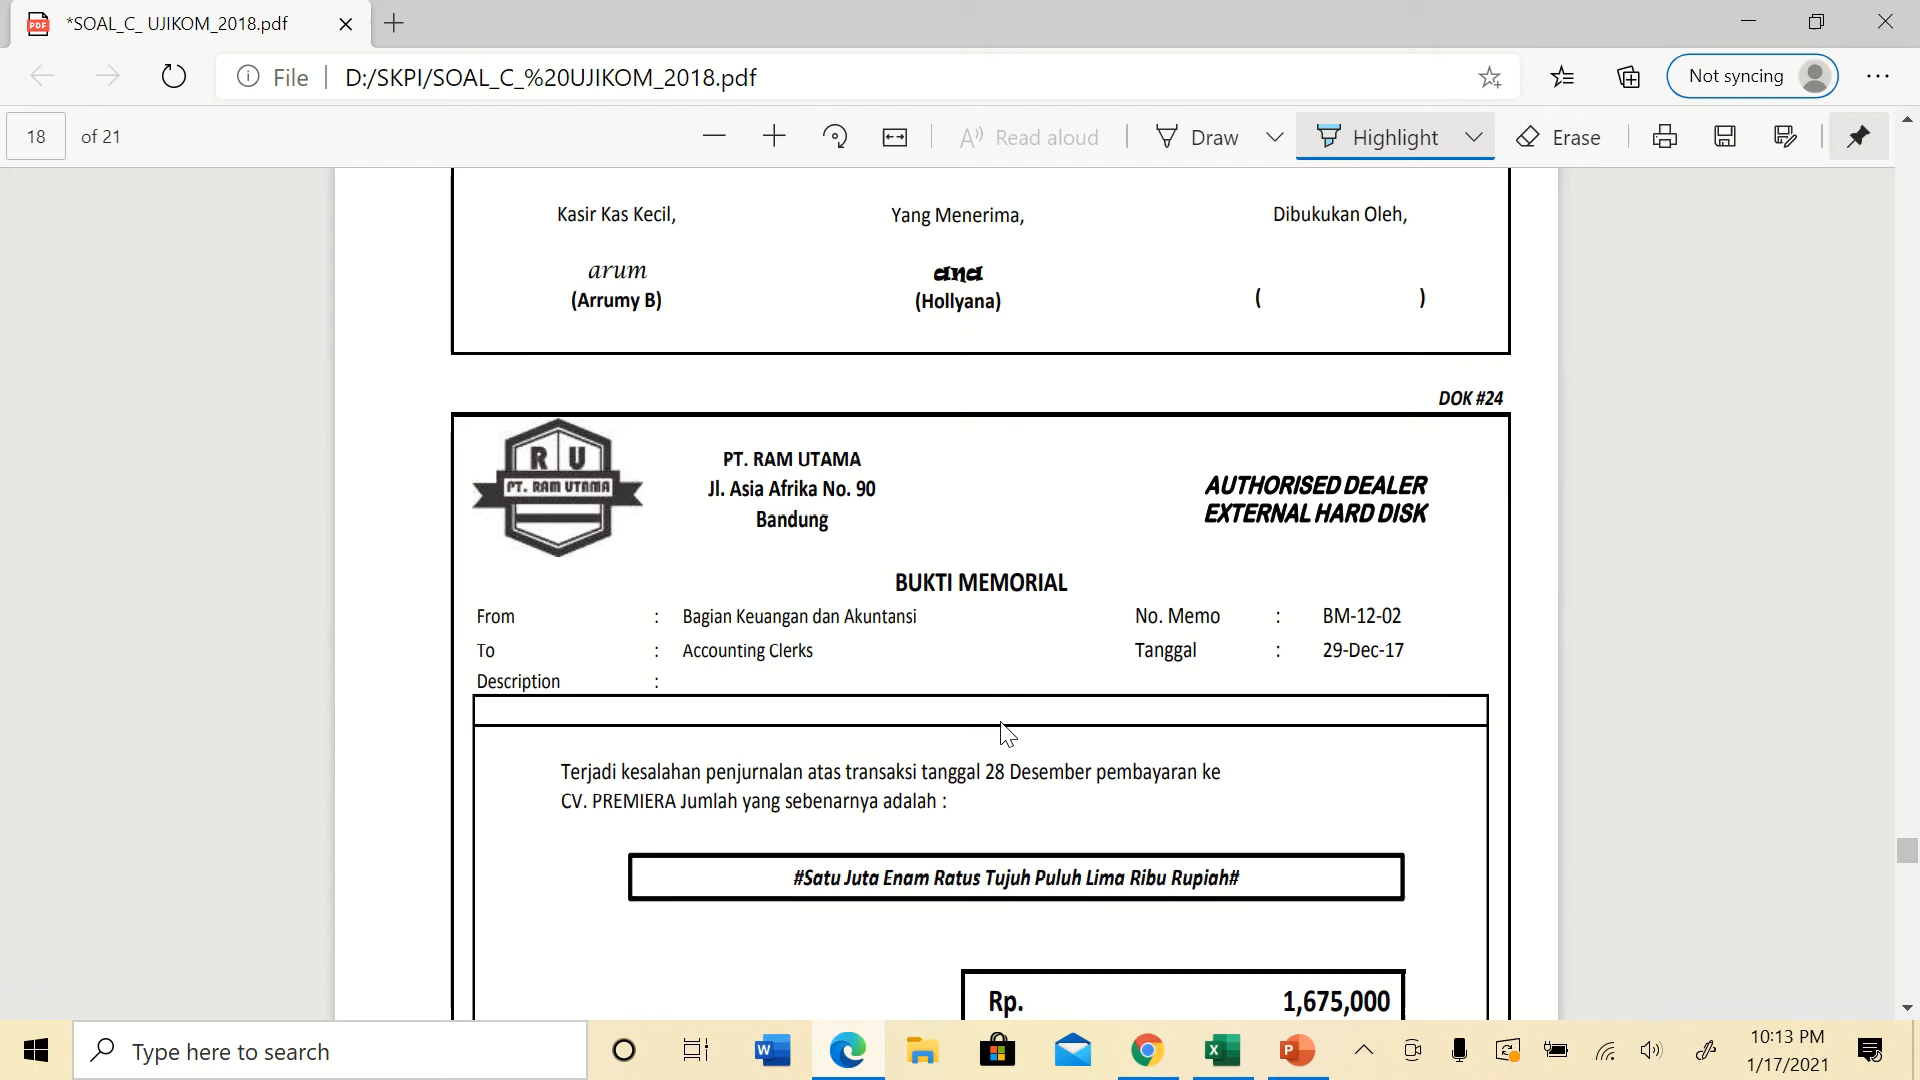 *SOAL_C_ UJIKOM_2018.pdf
File | D:/SKPI/SOAL_C_%20UJIKOM_2018.pdf
Not syncing
18 of 21
Read aloud
Draw
Highlight
Erase
Kasir Kas Kecil, Yang Menerima, Dibukukan Oleh,
arum ana
(Arrumy B) (Hollyana) ( )
DOK #24
R U
PT. RAM UTAMA
PT. RAM UTAMA
Jl. Asia Afrika No. 90
Bandung
AUTHORISED DEALER
EXTERNAL HARD DISK
BUKTI MEMORIAL
From : Bagian Keuangan dan Akuntansi No. Memo : BM-12-02
To : Accounting Clerks Tanggal : 29-Dec-17
Description :
Terjadi kesalahan penjurnalan atas transaksi tanggal 28 Desember pembayaran ke
CV. PREMIERA Jumlah yang sebenarnya adalah :
#Satu Juta Enam Ratus Tujuh Puluh Lima Ribu Rupiah#
Rp. 1,675,000
Type here to search
10:13 PM
1/17/2021